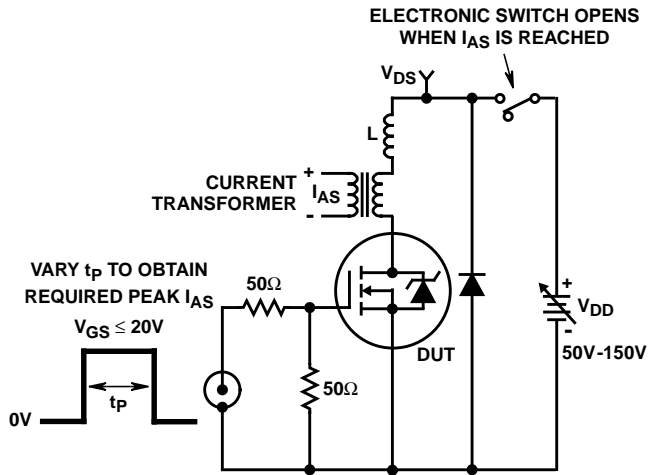 ELECTRONIC SWITCH OPENS
WHEN IAS IS REACHED
VDS
L
CURRENT
TRANSFORMER
+
IAS
-
VARY tP TO OBTAIN
REQUIRED PEAK IAS
50Ω
VGS ≤ 20V
DUT
+
VDD
-
50V-150V
50Ω
tP
0V